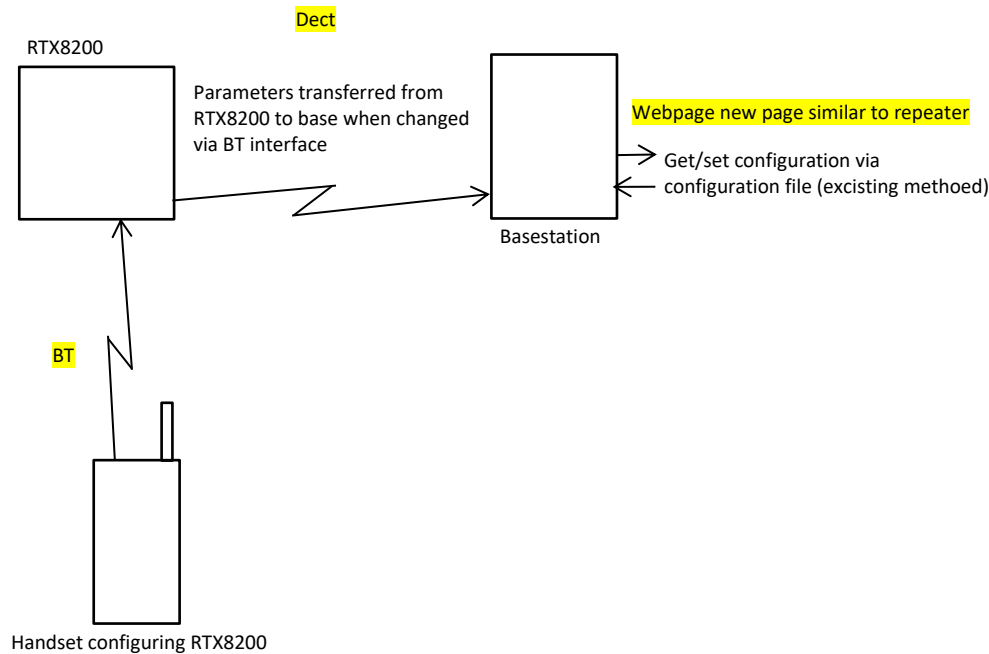 Dect
RTX8200
Parameters transferred from
RTX8200 to base when changed
via BT interface
Webpage new page similar to repeater
Get/set configuration via
configuration file (excisting methoed)
Basestation
BT
Handset configuring RTX8200